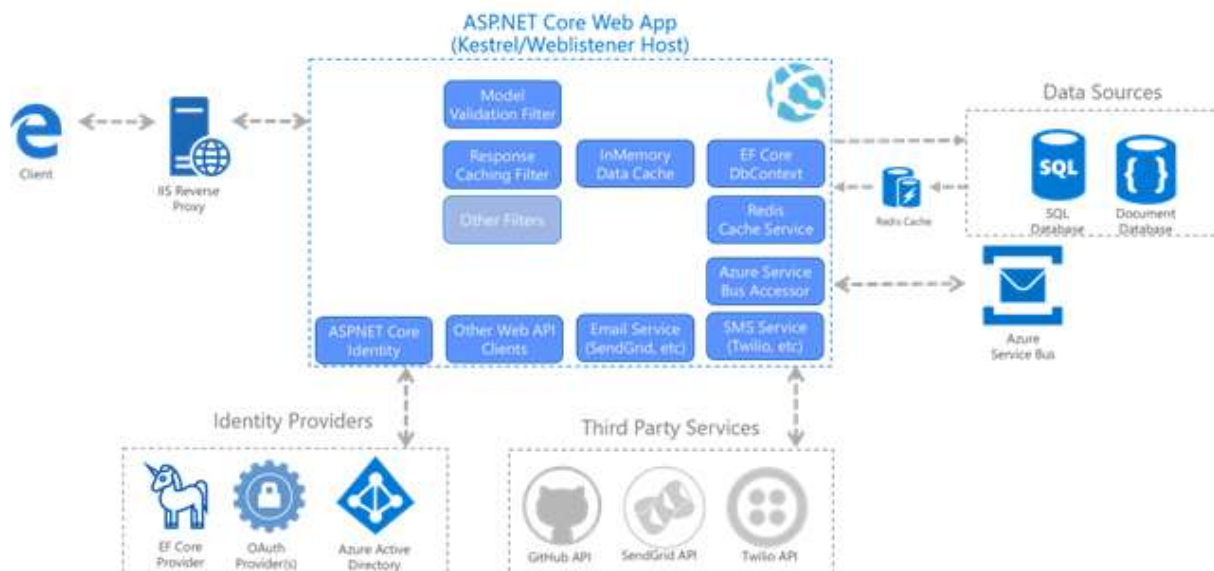 ASP.NET Core Web App
(Kestrel/Weblistener Host)
Client
IIS Reverse
Proxy
Model
Validation Filter
Response
Caching Filter
Other Filters
InMemory
Data Cache
EF Core
DbContext
Redis
Cache Service
Azure Service
Bus Accessor
ASPNET Core
Identity
Other Web API
Clients
Email Service
(SendGrid, etc)
SMS Service
(Twilio, etc)
Data Sources
Redis Cache
SQL
SQL
Database
{ }
Document
Database
Azure
Service Bus
Identity Providers
EF Core
Provider
OAuth
Provider(s)
Azure Active
Directory
Third Party Services
GitHub API
SendGrid API
Twilio API